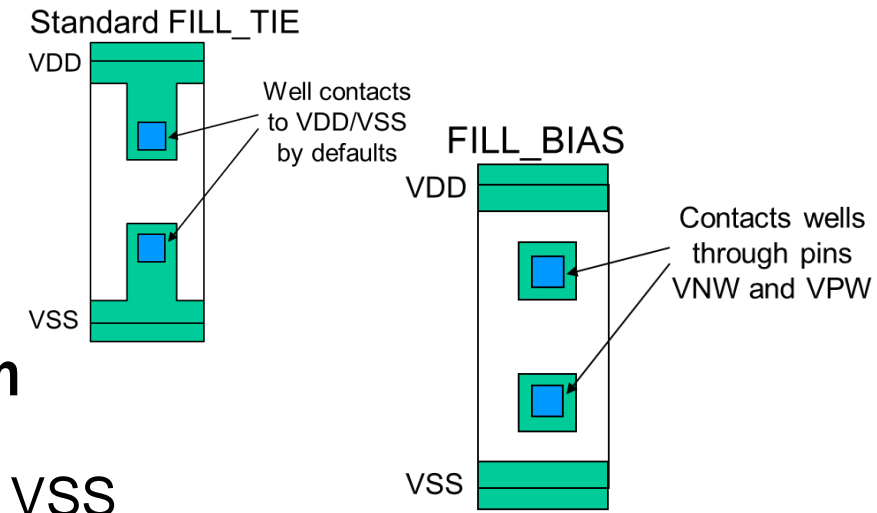 Standard FILL_TIE
VDD
Well contacts
to VDD/VSS
by defaults
VSS
FILL_BIAS
VDD
Contacts wells
through pins
VNW and VPW
VSS
n
VSS